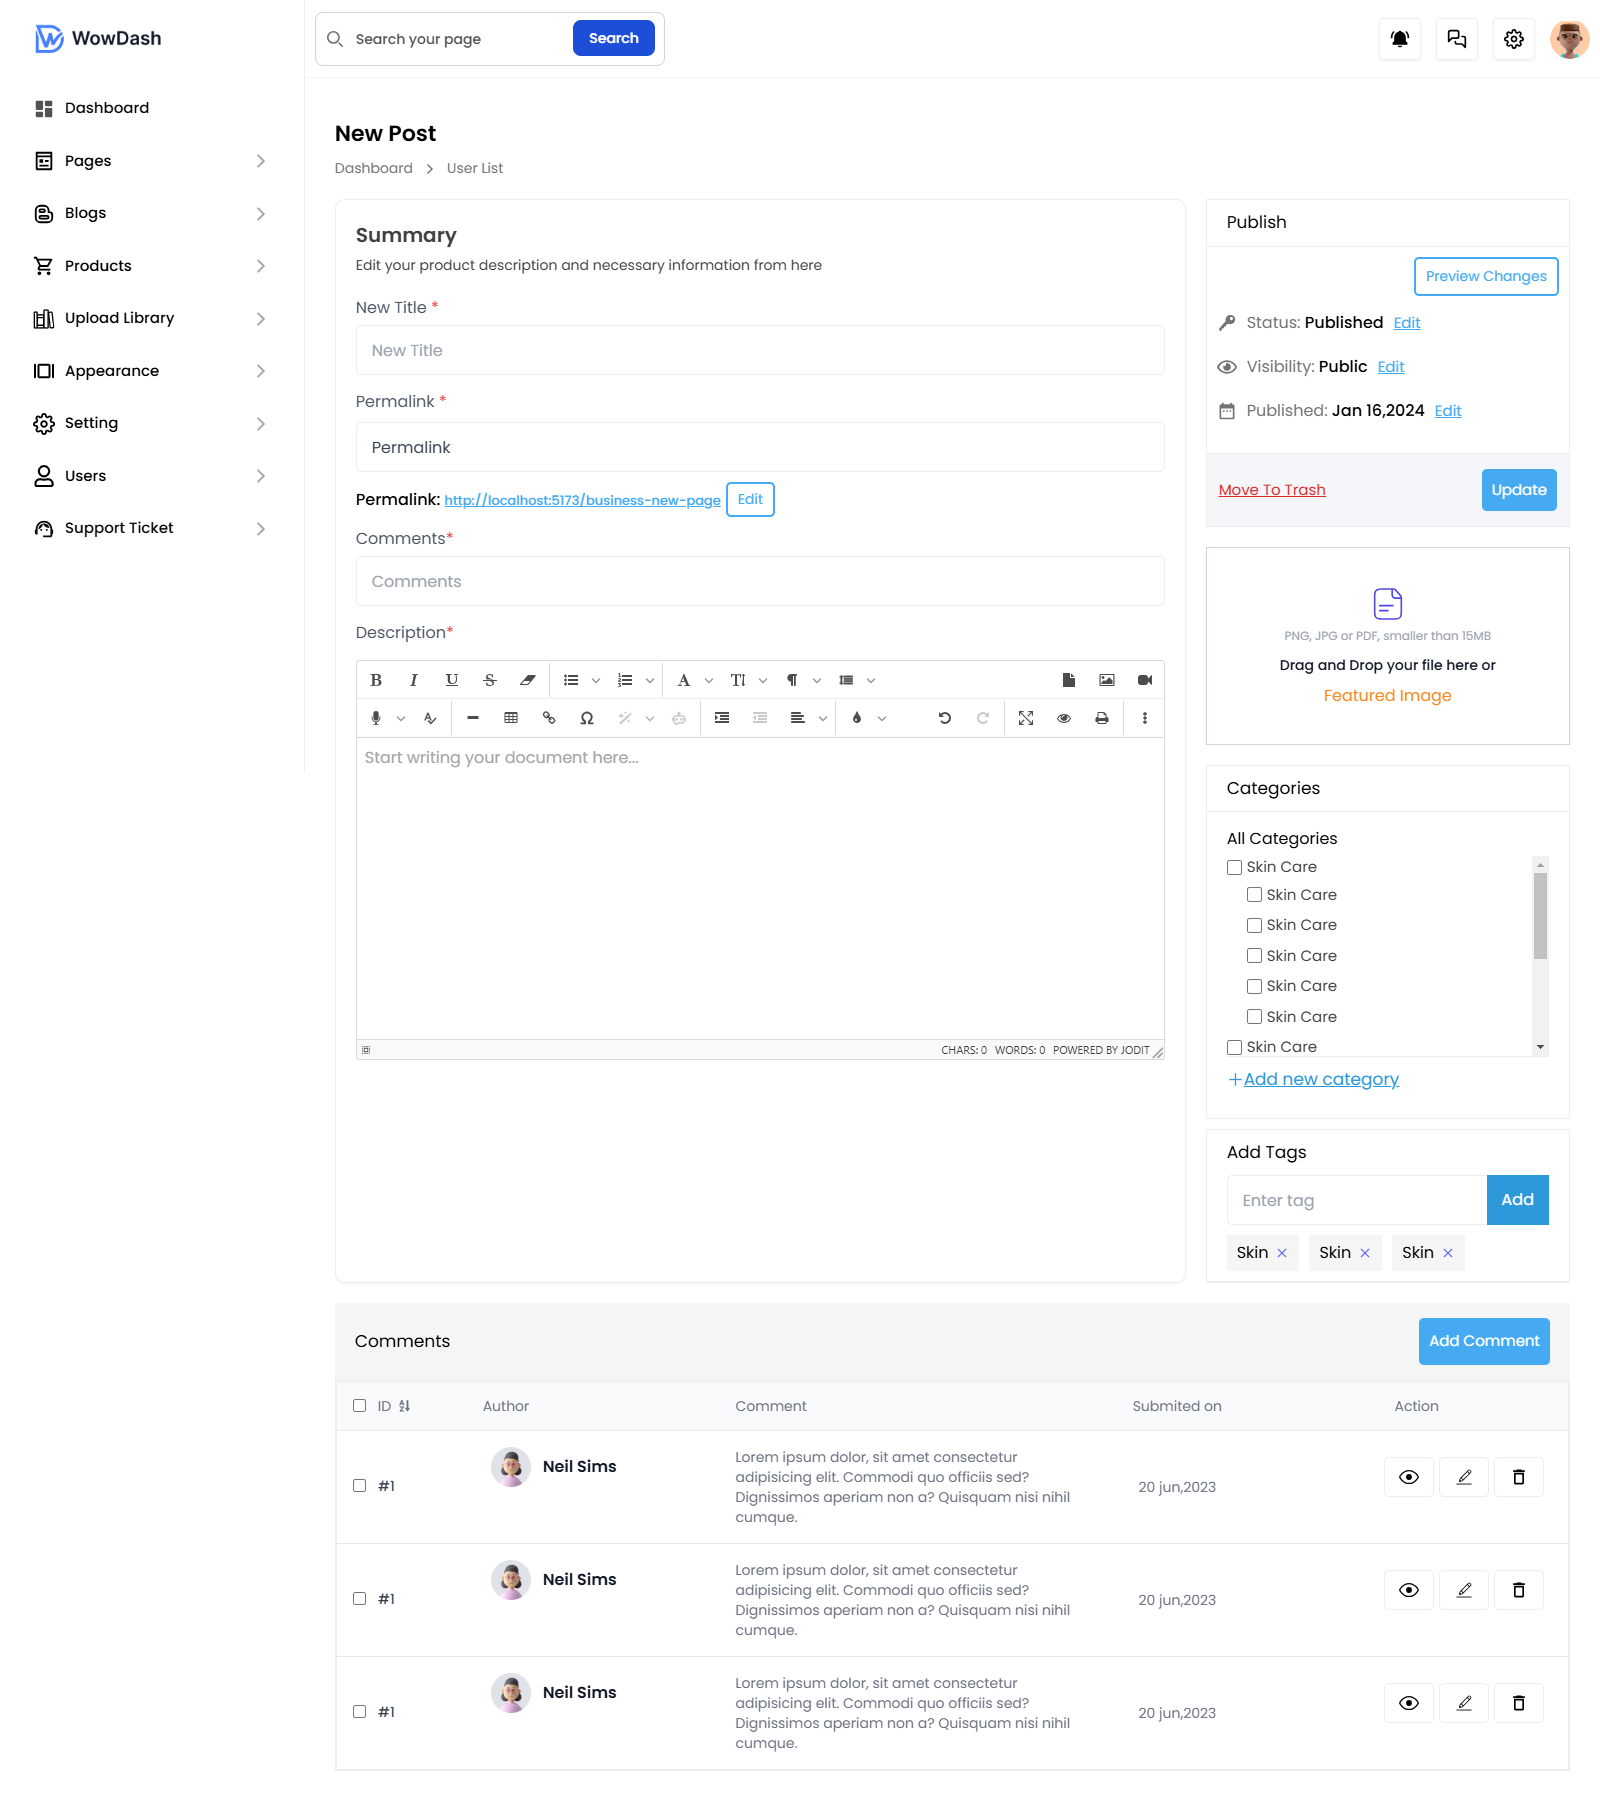 WowDash
Search your page
Search
Dashboard
Pages
Blogs
Products
Upload Library
Appearance
Setting
Users
Support Ticket
New Post
Dashboard > User List
Summary
Edit your product description and necessary information from here
New Title *
New Title
Permalink *
Permalink
Permalink: http://localhost:5173/business-new-page Edit
Comments*
Comments
Description*
Start writing your document here...
CHARS: 0 WORDS: 0 POWERED BY JODIT
Publish
Preview Changes
Status: Published Edit
Visibility: Public Edit
Published: Jan 16,2024 Edit
Move To Trash
Update
PNG, JPG or PDF, smaller than 15MB
Drag and Drop your file here or
Featured Image
Categories
All Categories
Skin Care
Skin Care
Skin Care
Skin Care
Skin Care
Skin Care
Skin Care
+Add new category
Add Tags
Enter tag
Add
Skin × Skin × Skin ×
Comments
Add Comment
ID Author Comment Submited on Action
#1
Neil Sims
Lorem ipsum dolor, sit amet consectetur
adipisicing elit. Commodi quo officiis sed?
Dignissimos aperiam non a? Quisquam nisi nihil
cumque.
20 jun,2023
#1
Neil Sims
Lorem ipsum dolor, sit amet consectetur
adipisicing elit. Commodi quo officiis sed?
Dignissimos aperiam non a? Quisquam nisi nihil
cumque.
20 jun,2023
#1
Neil Sims
Lorem ipsum dolor, sit amet consectetur
adipisicing elit. Commodi quo officiis sed?
Dignissimos aperiam non a? Quisquam nisi nihil
cumque.
20 jun,2023